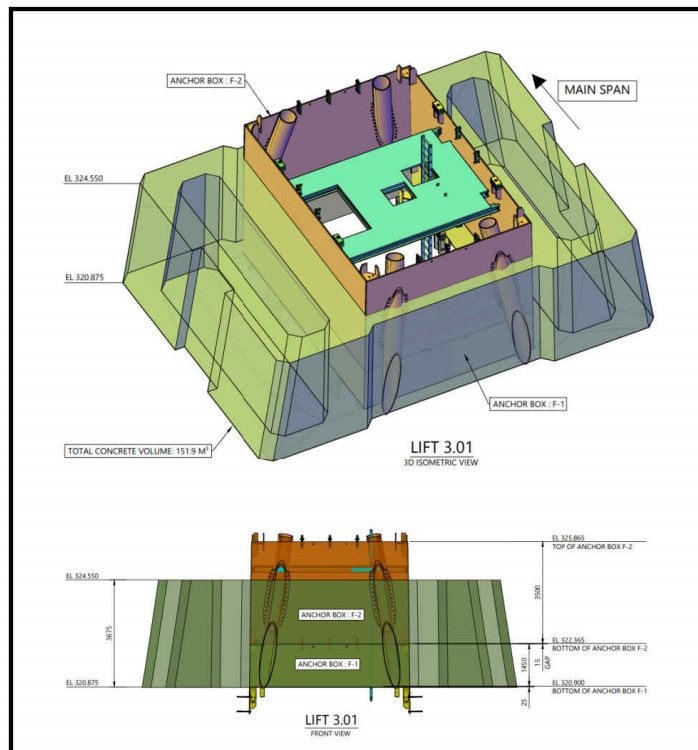 ANCHOR BOX : F-2
MAIN SPAN
EL 324.550
EL 320.875
ANCHOR BOX : F-1
TOTAL CONCRETE VOLUME: 151.9 M³
LIFT 3.01
3D ISOMETRIC VIEW
EL 325.865
TOP OF ANCHOR BOX F-2
EL 324.550
3500
3675
ANCHOR BOX : F-2
EL 322.365
BOTTOM OF ANCHOR BOX F-2
ANCHOR BOX : F-1
1450
15
GAP
EL 320.875
EL 320.900
BOTTOM OF ANCHOR BOX F-1
25
LIFT 3.01
FRONT VIEW